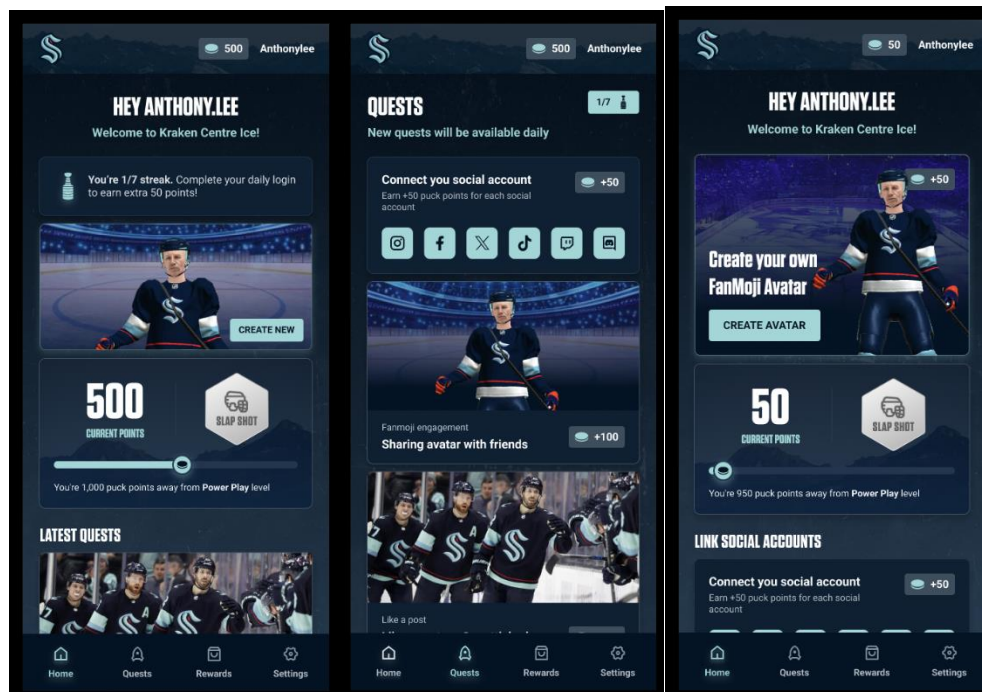 500
Anthonylee
HEY ANTHONY.LEE
Welcome to Kraken Centre Ice!
You're 1/7 streak. Complete your daily login
to earn extra 50 points!
CREATE NEW
500
CURRENT POINTS
SLAP SHOT
You're 1,000 puck points away from Power Play level
LATEST QUESTS
Home
Quests
Rewards
Settings
500
Anthonylee
QUESTS
1/7
New quests will be available daily
Connect you social account
+50
Earn +50 puck points for each social
account
Fanmoji engagement
Sharing avatar with friends
+100
A
Like a post
Home
Quests
Rewards
Settings
50
Anthonylee
HEY ANTHONY.LEE
Welcome to Kraken Centre Ice!
+50
Create your own
FanMoji Avatar
CREATE AVATAR
50
CURRENT POINTS
SLAP SHOT
You're 950 puck points away from Power Play level
LINK SOCIAL ACCOUNTS
Connect you social account
+50
Earn +50 puck points for each social
account
Home
Quests
Rewards
Settings